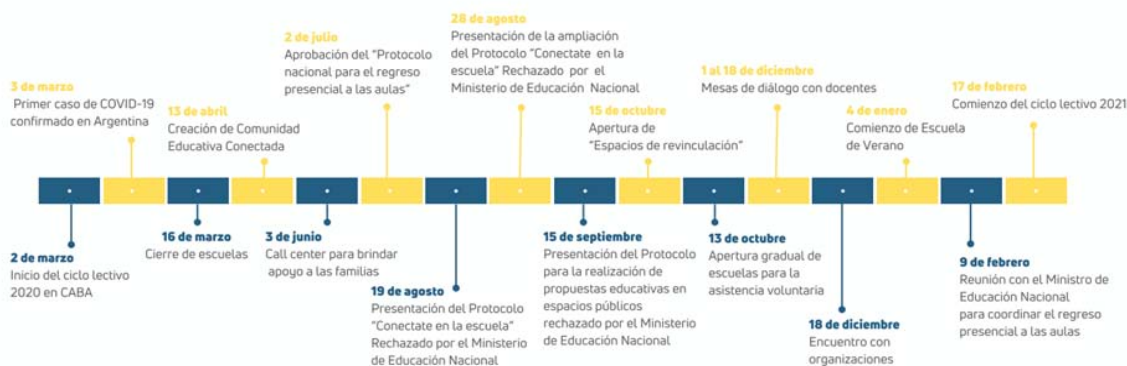 3 de marzo
Primer caso de COVID-19
confirmado en Argentina
13 de abril
Creación de Comunidad
Educativa Conectada
2 de julio
Aprobación del "Protocolo
nacional para el regreso
presencial a las aulas"
28 de agosto
Presentación de la ampliación
del Protocolo "Conectate en la
escuela" Rechazado por el
Ministerio de Educación Nacional
15 de octubre
Apertura de
"Espacios de revinculación"
1 al 18 de diciembre
Mesas de diálogo con docentes
4 de enero
Comienzo de Escuela
de Verano
17 de febrero
Comienzo del ciclo lectivo 2021
2 de marzo
Inicio del ciclo lectivo
2020 en CABA
16 de marzo
Cierre de escuelas
3 de junio
Call center para brindar
apoyo a las familias
19 de agosto
Presentación del Protocolo
"Conectate en la escuela"
Rechazado por el Ministerio
de Educación Nacional
15 de septiembre
Presentación del Protocolo
para la realización de
propuestas educativas en
espacios públicos
rechazado por el Ministerio
de Educación Nacional
13 de octubre
Apertura gradual de
escuelas para la
asistencia voluntaria
18 de diciembre
Encuentro con
organizaciones
9 de febrero
Reunión con el Ministro de
Educación Nacional
para coordinar el regreso
presencial a las aulas